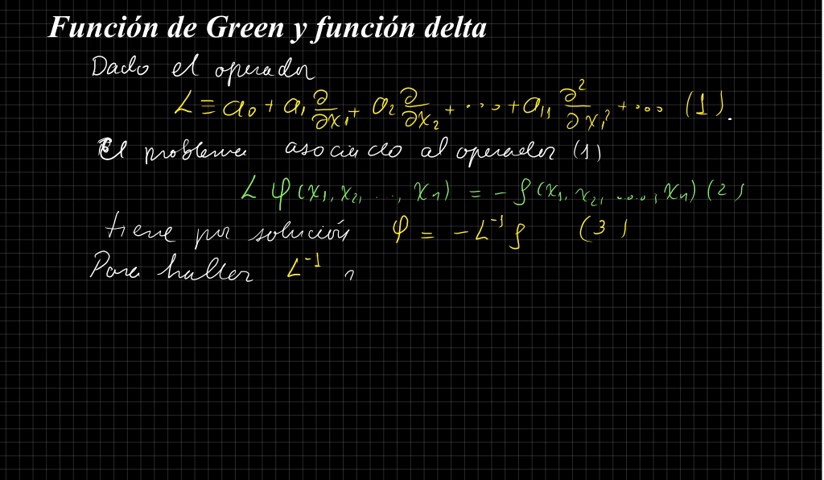 Función de Green y función delta
Dado el operador
L ≡ a₀ + a₁ ∂/∂x₁ + a₂ ∂/∂x₂ + ... + a₁₁ ∂²/∂x₁² + ... (1).
El problema asociado al operador (1)
L φ(x₁, x₂, ..., xₙ) = -ρ(x₁, x₂, ..., xₙ) (2)
tiene por solución φ = -L⁻¹ρ (3)
Para hallar L⁻¹